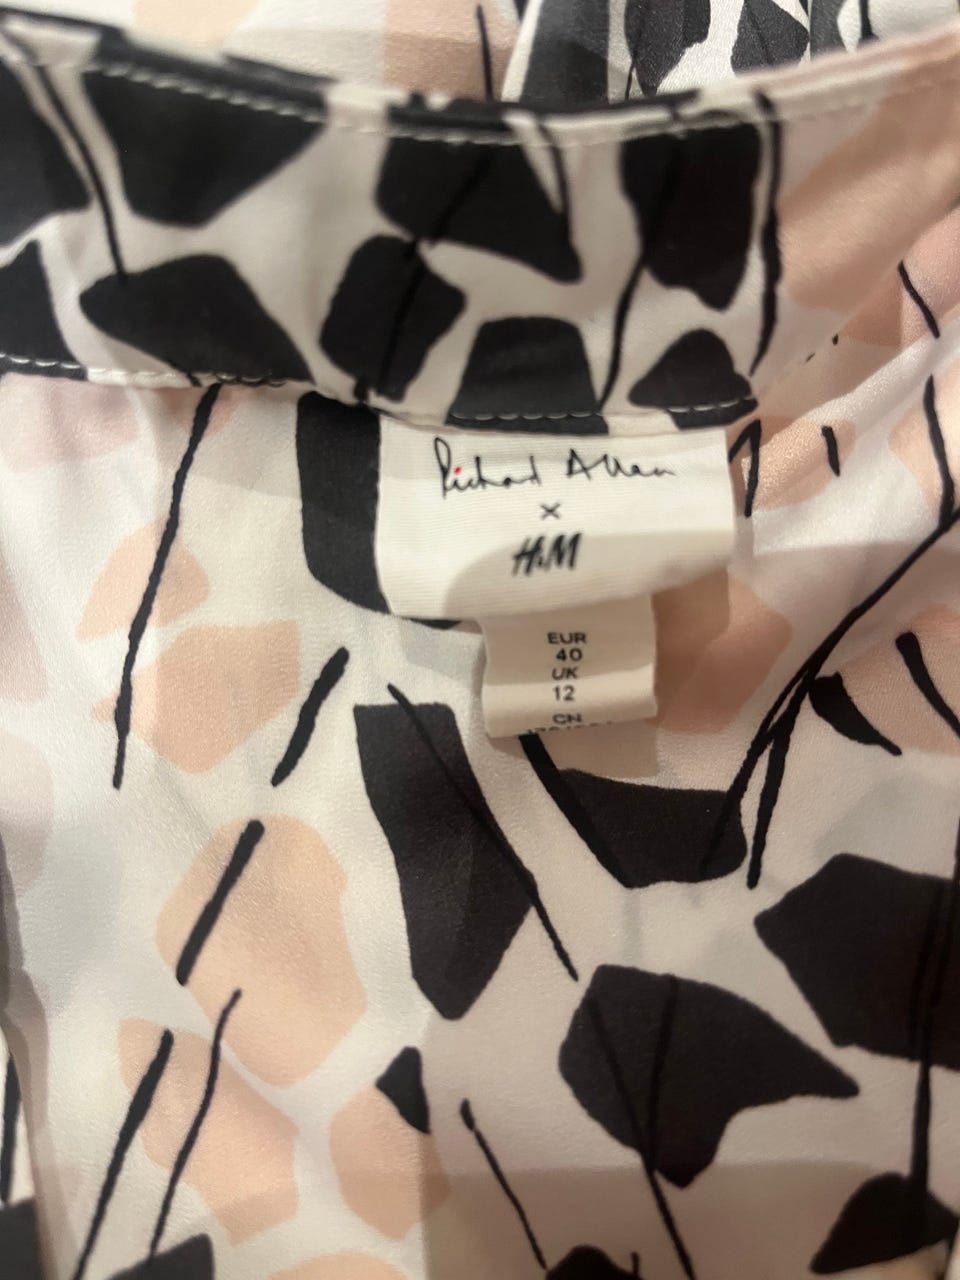 Richard Allan
×
H&M
EUR
40
UK
12
CN